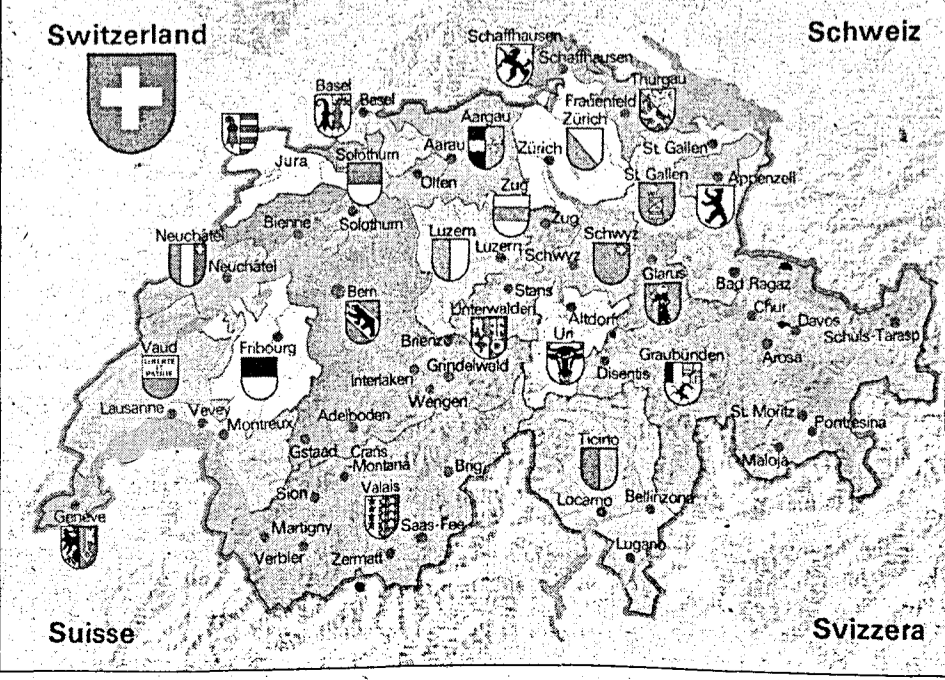 Switzerland
Schweiz
Schaffhausen
Schaffhausen
Thurgau
Basel
Basel
Frauenfeld
Aargau
Zürich
Jura
Solothurn
Aarau
Zürich
St. Gallen
Olten
Zug
St. Gallen
Appenzell
Bienne
Solothurn
Luzern
Zug
Neuchâtel
Luzern
Schwyz
Schwyz
Neuchâtel
Glarus
Bad Ragaz
Bern
Stans
Unterwalden
Altdorf
Chur
Davos
Schuls-Tarasp
Vaud
Fribourg
Brienz
Uri
Arosa
LIBERTE
ET
PATRIE
Grindelwald
Graubünden
Interlaken
Disentis
Wengen
Lausanne
Vevey
Montreux
Adelboden
St. Moritz
Pontresina
Gstaad
Crans
Montana
Ticino
Maloja
Brig
Sion
Valais
Locarno
Bellinzona
Genève
Martigny
Saas-Fee
Verbier
Zermatt
Lugano
Suisse
Svizzera